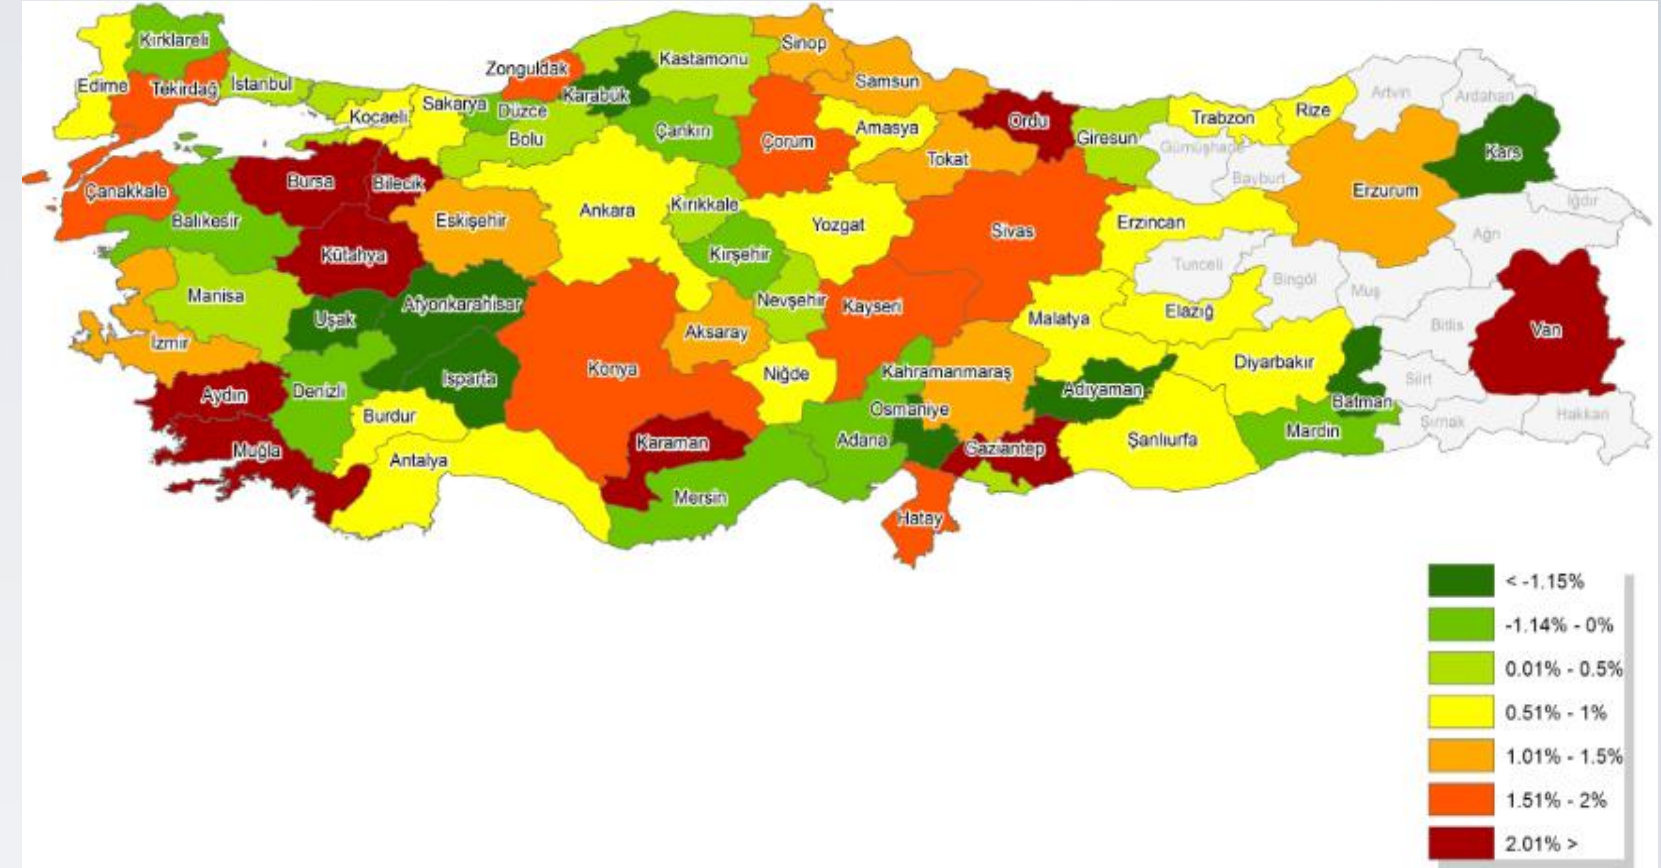 Kırklareli
Edirne
Tekirdağ
İstanbul
Kocaeli
Sakarya
Zonguldak
Düzce
Bolu
Karabük
Kastamonu
Çankırı
Sinop
Samsun
Çorum
Amasya
Tokat
Ordu
Giresun
Gümüşhane
Bayburt
Trabzon
Rize
Artvin
Ardahan
Kars
Erzurum
Iğdır
Ağrı
Çanakkale
Balıkesir
Bursa
Bilecik
Kütahya
Eskişehir
Ankara
Kırıkkale
Kırşehir
Yozgat
Sivas
Erzincan
Tunceli
Bingöl
Muş
Bitlis
Van
Manisa
Uşak
Afyonkarahisar
Nevşehir
Kayseri
Malatya
Elazığ
İzmir
Aksaray
Konya
Niğde
Kahramanmaraş
Adıyaman
Diyarbakır
Batman
Siirt
Şırnak
Hakkari
Aydın
Denizli
Isparta
Burdur
Osmaniye
Muğla
Antalya
Karaman
Mersin
Adana
Gaziantep
Şanlıurfa
Mardin
Hatay
< -1.15%
-1.14% - 0%
0.01% - 0.5%
0.51% - 1%
1.01% - 1.5%
1.51% - 2%
2.01% >